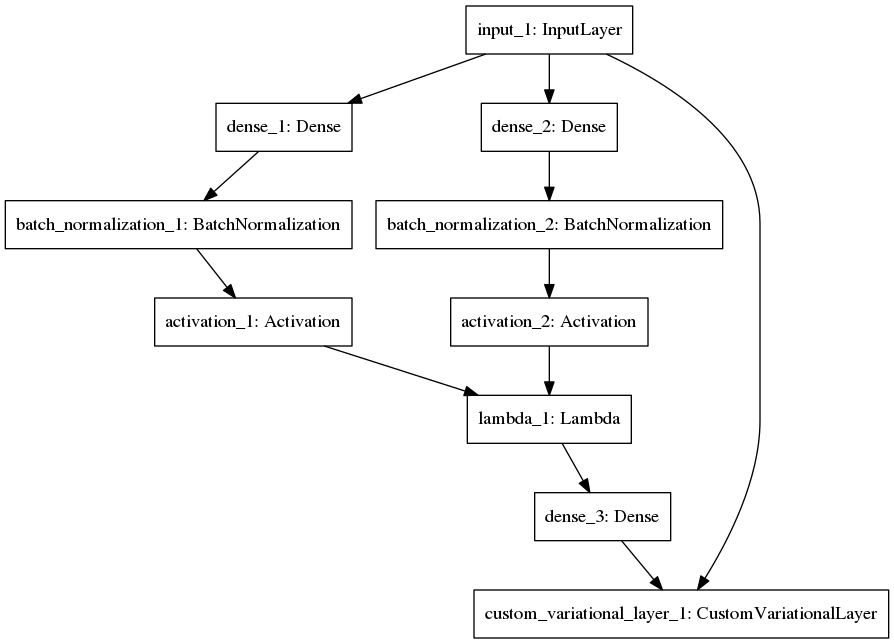 input_1: InputLayer
dense_1: Dense
dense_2: Dense
batch_normalization_1: BatchNormalization
batch_normalization_2: BatchNormalization
activation_1: Activation
activation_2: Activation
lambda_1: Lambda
dense_3: Dense
custom_variational_layer_1: CustomVariationalLayer